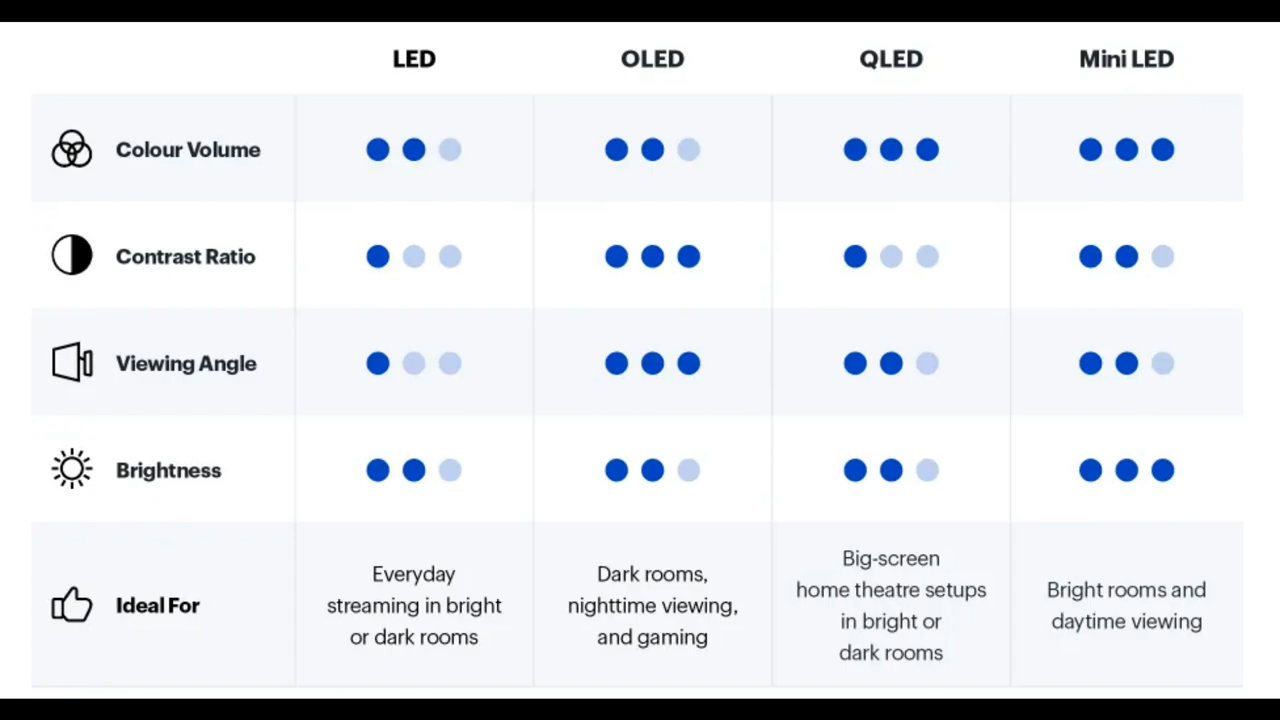 LED OLED QLED Mini LED
Colour Volume
Contrast Ratio
Viewing Angle
Brightness
Ideal For
Everyday
streaming in bright
or dark rooms
Dark rooms,
nighttime viewing,
and gaming
Big-screen
home theatre setups
in bright or
dark rooms
Bright rooms and
daytime viewing